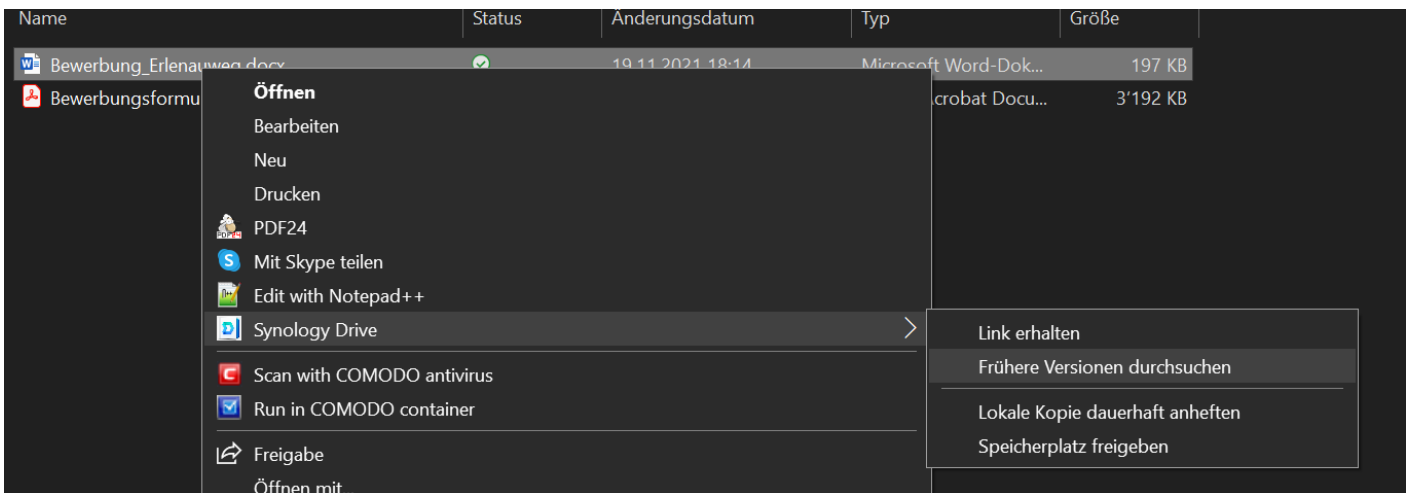 Name Status Änderungsdatum Typ Größe
Bewerbung_Erlenauweg.docx 19.11.2021 18:14 Microsoft Word-Dok... 197 KB
Bewerbungsformu Acrobat Docu... 3'192 KB
Öffnen
Bearbeiten
Neu
Drucken
PDF24
Mit Skype teilen
Edit with Notepad++
Synology Drive
Link erhalten
Frühere Versionen durchsuchen
Scan with COMODO antivirus
Lokale Kopie dauerhaft anheften
Run in COMODO container
Speicherplatz freigeben
Freigabe
Öffnen mit...